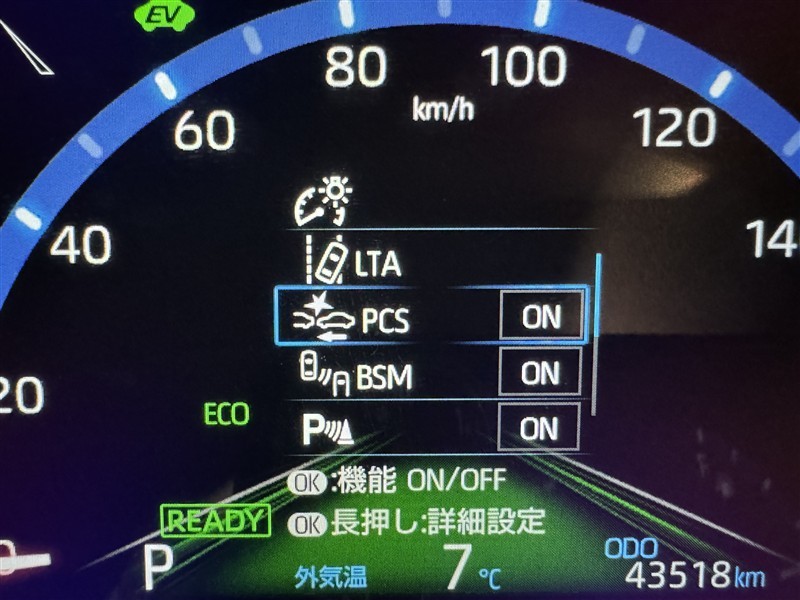 EV
80
100
km/h
60
120
40
14
LTA
PCS ON
BSM ON
20
ECO
P ON
OK:機能 ON/OFF
READY
OK長押し:詳細設定
P
外気温 7℃
ODO
43518km
0